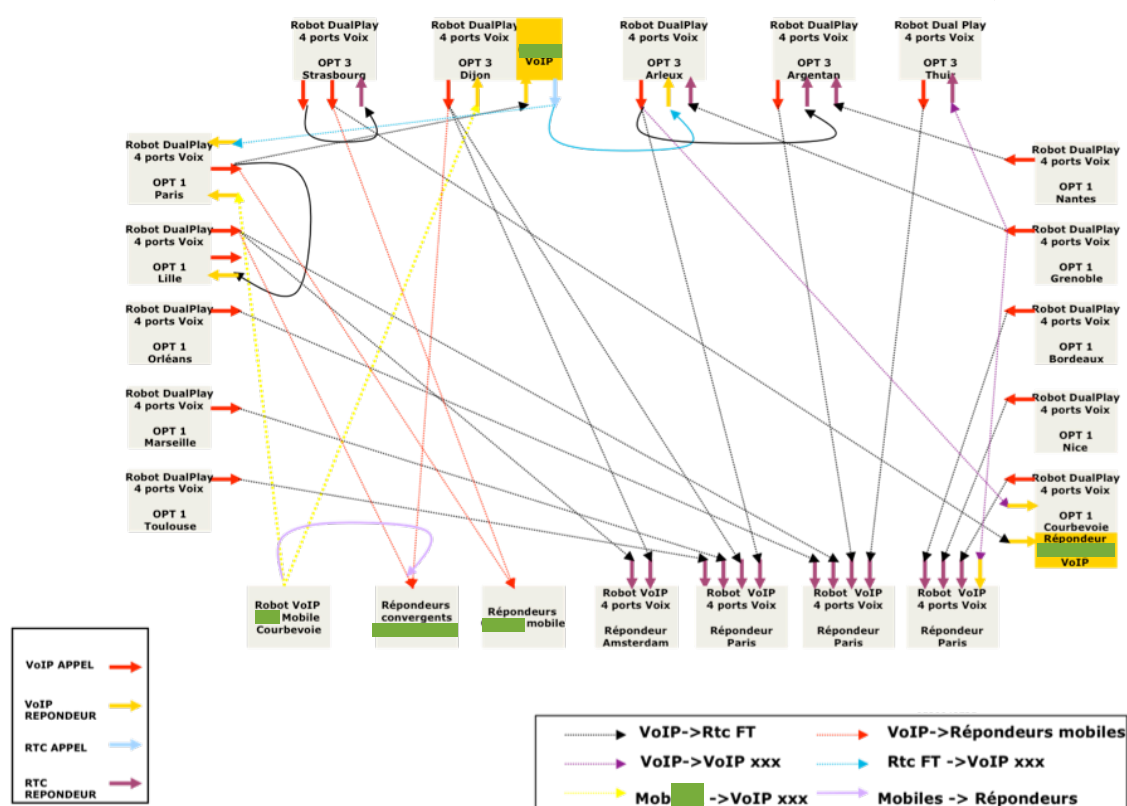 Robot DualPlay
4 ports Voix
OPT 3
Strasbourg
Robot DualPlay
4 ports Voix
OPT 3
Dijon
VoIP
Robot DualPlay
4 ports Voix
OPT 3
Arleux
Robot DualPlay
4 ports Voix
OPT 3
Argentan
Robot Dual Play
4 ports Voix
OPT 3
Thuir
Robot DualPlay
4 ports Voix
OPT 1
Paris
Robot DualPlay
4 ports Voix
OPT 1
Lille
Robot DualPlay
4 ports Voix
OPT 1
Orléans
Robot DualPlay
4 ports Voix
OPT 1
Marseille
Robot DualPlay
4 ports Voix
OPT 1
Toulouse
Robot DualPlay
4 ports Voix
OPT 1
Nantes
Robot DualPlay
4 ports Voix
OPT 1
Grenoble
Robot DualPlay
4 ports Voix
OPT 1
Bordeaux
Robot DualPlay
4 ports Voix
OPT 1
Nice
Robot DualPlay
4 ports Voix
OPT 1
Courbevoie
Répondeur
VoIP
Robot VoIP
Mobile
Courbevoie
Répondeurs
convergents
Répondeurs
mobile
Robot VoIP
4 ports Voix
Répondeur
Amsterdam
Robot VoIP
4 ports Voix
Répondeur
Paris
Robot VoIP
4 ports Voix
Répondeur
Paris
Robot VoIP
4 ports Voix
Répondeur
Paris
VoIP APPEL
VoIP
REPONDEUR
RTC APPEL
RTC
REPONDEUR
VoIP->Rtc FT
VoIP->Répondeurs mobiles
VoIP->VoIP xxx
Rtc FT ->VoIP xxx
Mob ->VoIP xxx
Mobiles -> Répondeurs